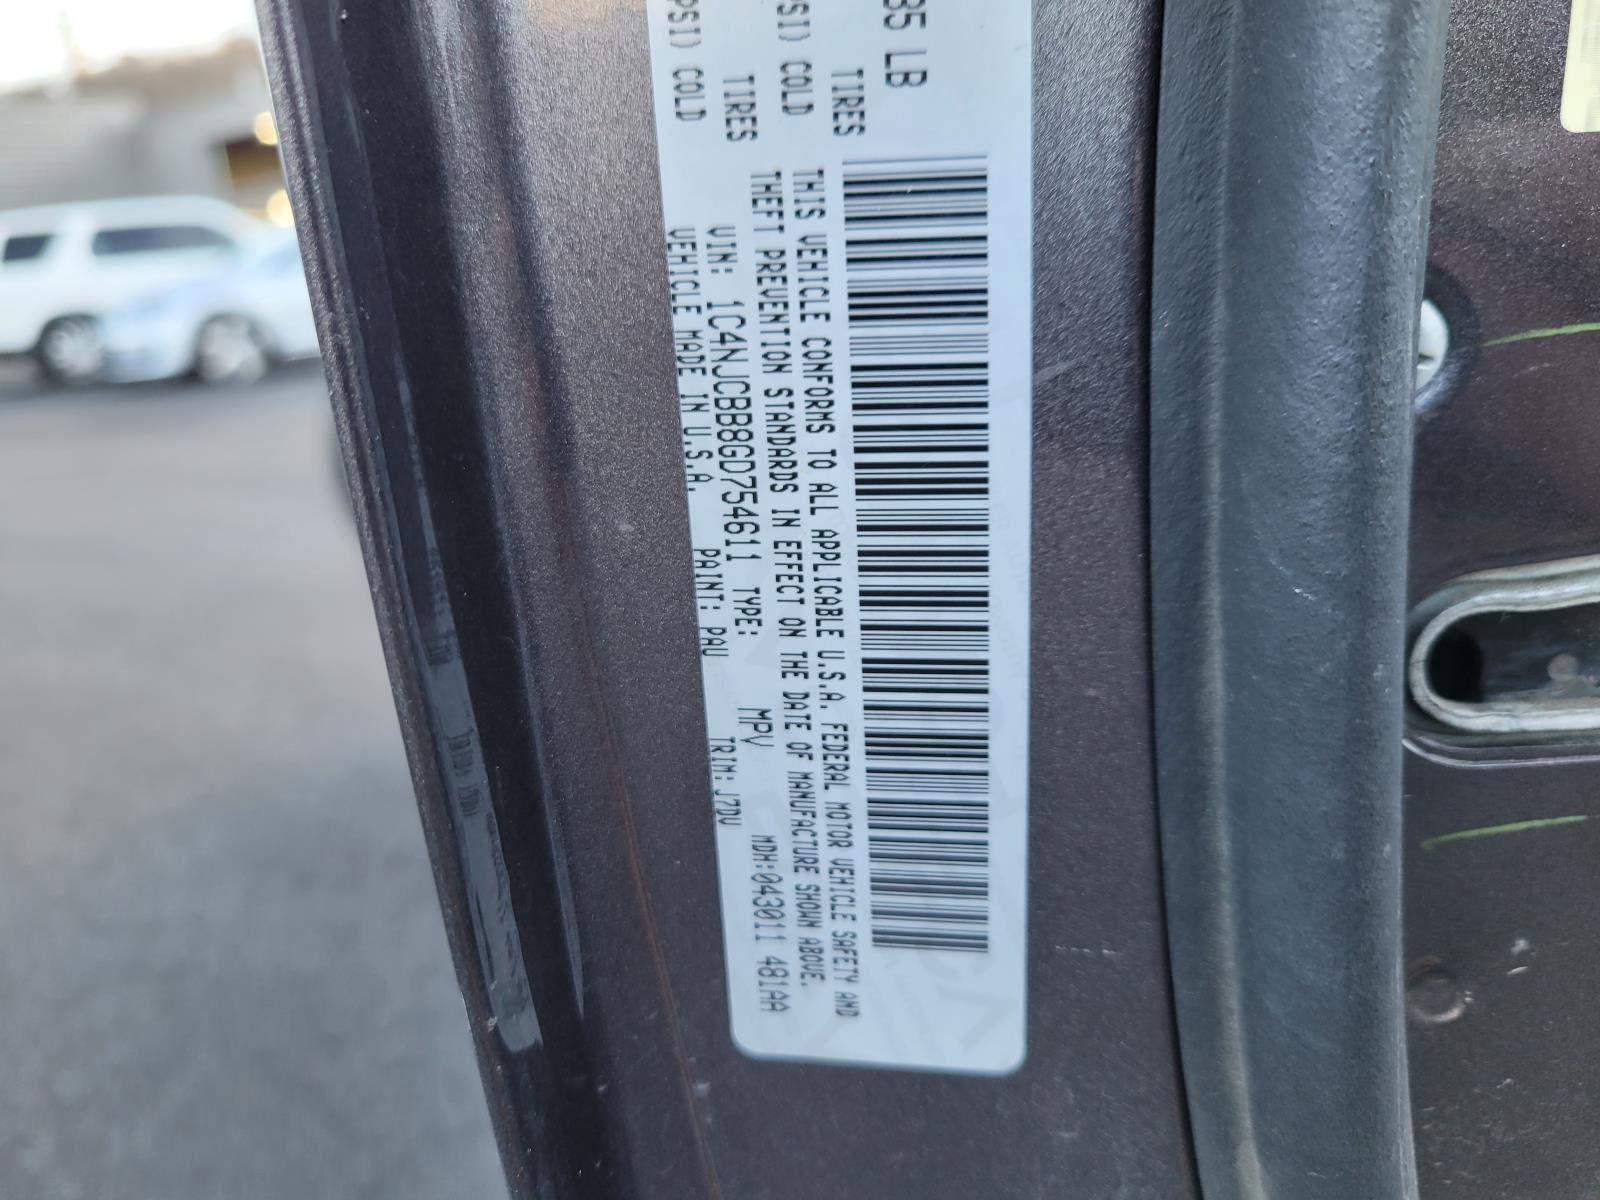 85 LB
TIRES
PSI) COLD
TIRES
PSI) COLD
THIS VEHICLE CONFORMS TO ALL APPLICABLE U.S.A. FEDERAL MOTOR VEHICLE SAFETY AND
THEFT PREVENTION STANDARDS IN EFFECT ON THE DATE OF MANUFACTURE SHOWN ABOVE.
VIN: 1C4NJCBB8GD754611 TYPE: MPV MDH:043011 481AA
VEHICLE MADE IN U.S.A. PAINT: PAU TRIM: J7DV